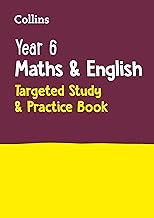 Collins
Year 6
Maths & English
Targeted Study
& Practice Book